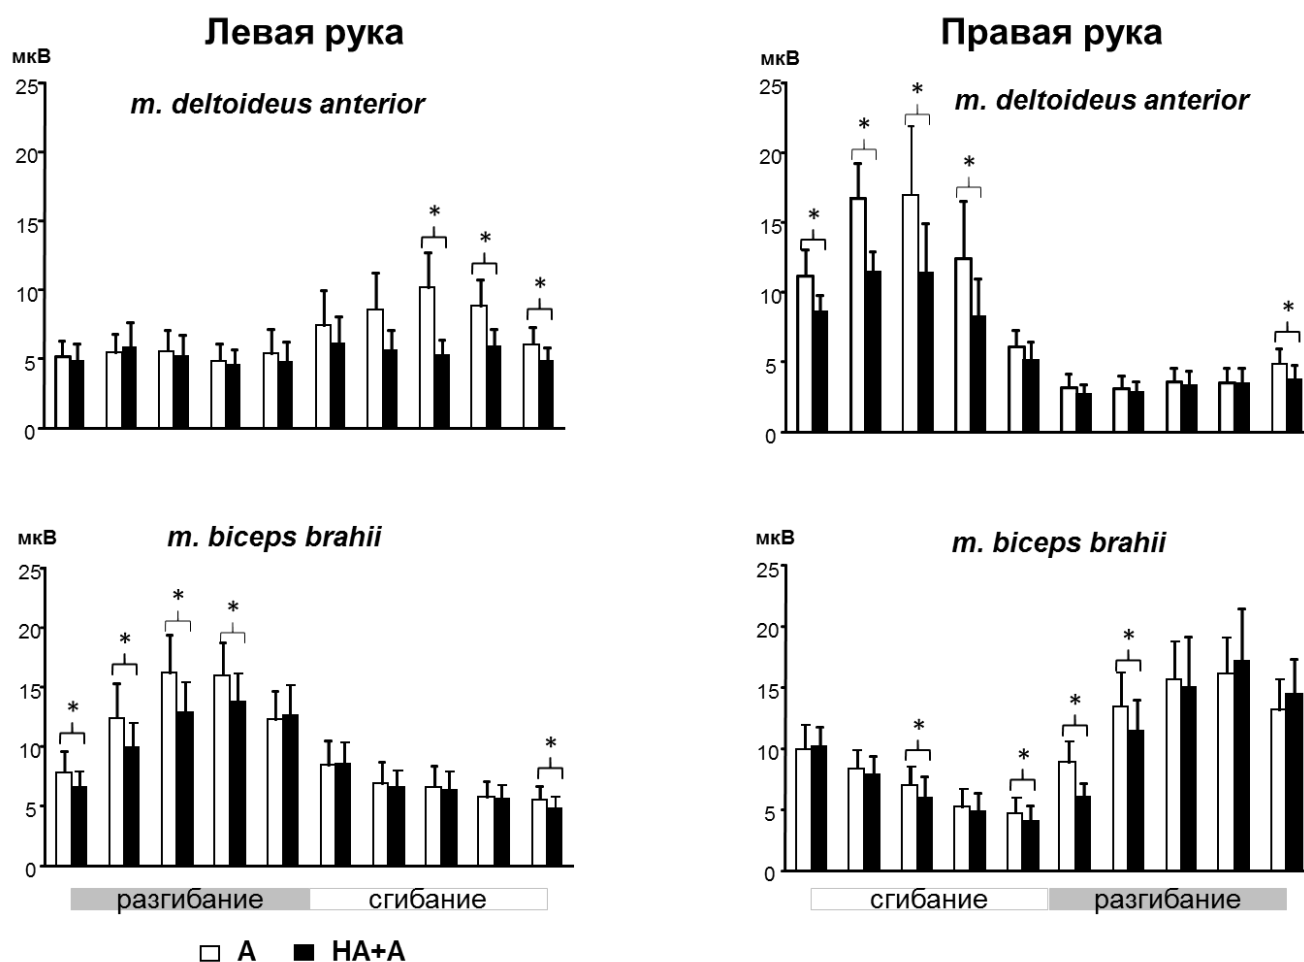 Левая рука
Правая рука
мкВ
m. deltoideus anterior
25
20
15
10
5
0
* * *
мкВ
m. deltoideus anterior
25
20
15
10
5
0
* * * * *
мкВ
m. biceps brahii
25
20
15
10
5
0
* * * * *
разгибание сгибание
мкВ
m. biceps brahii
25
20
15
10
5
0
* * * *
сгибание разгибание
А НА+А